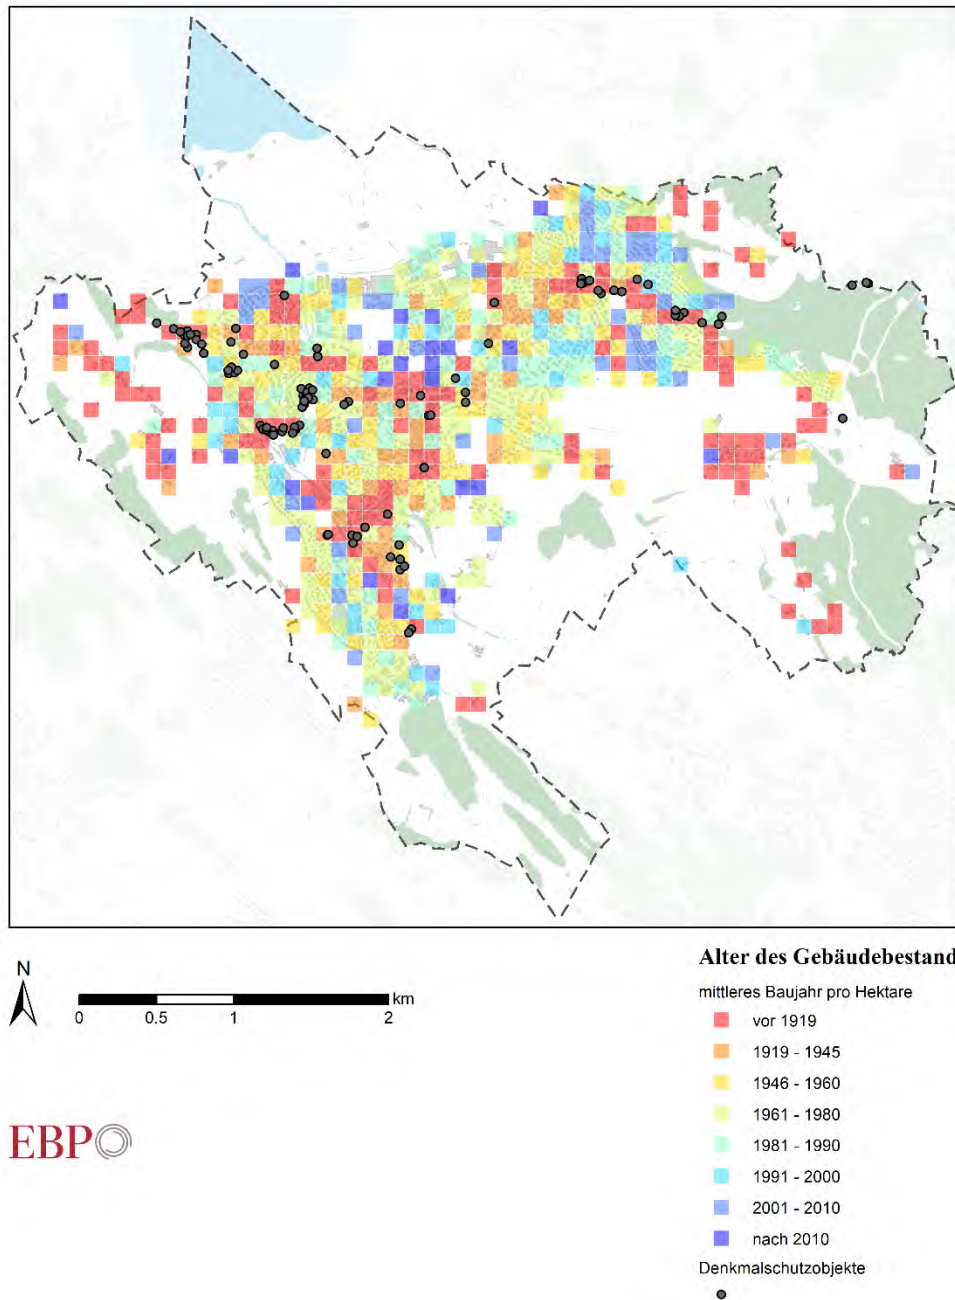 N
km
0 0.5 1 2
EBP
Alter des Gebäudebestand
mittleres Baujahr pro Hektare
vor 1919
1919 - 1945
1946 - 1960
1961 - 1980
1981 - 1990
1991 - 2000
2001 - 2010
nach 2010
Denkmalschutzobjekte